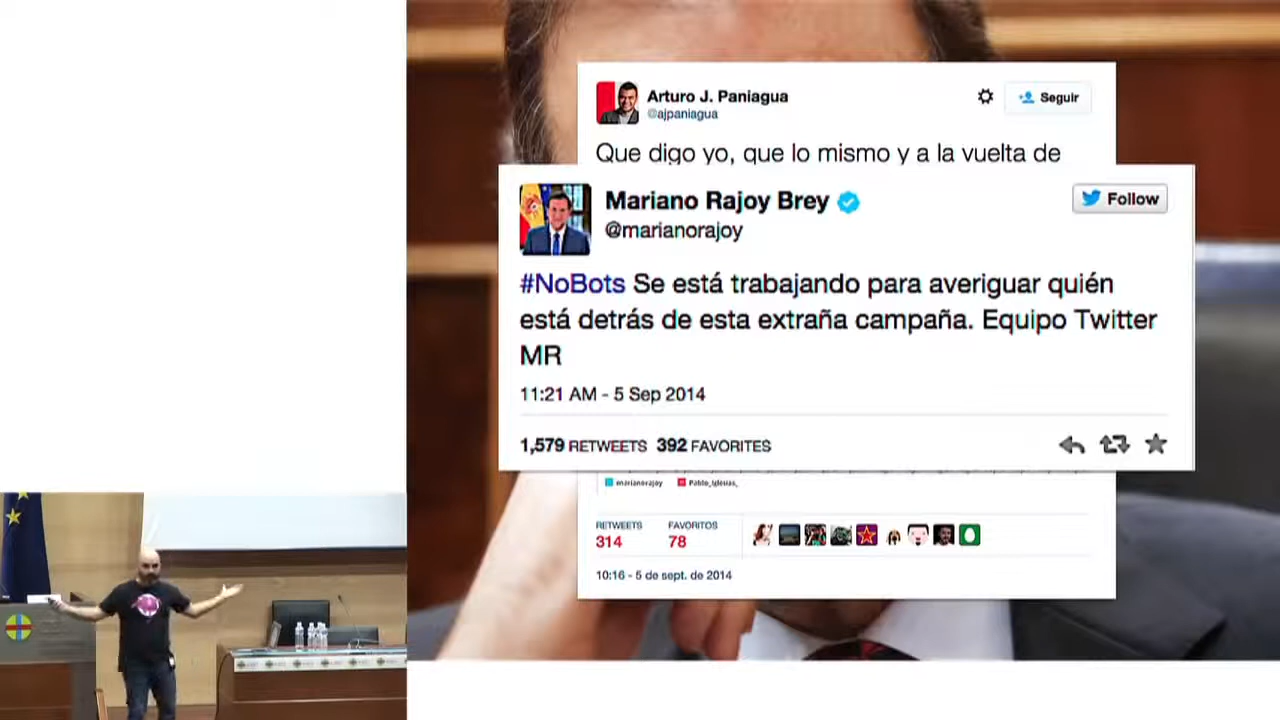 Arturo J. Paniagua
@ajpaniagua
Seguir
Que digo yo, que lo mismo y a la vuelta de
Mariano Rajoy Brey
@marianorajoy
Follow
#NoBots Se está trabajando para averiguar quién
está detrás de esta extraña campaña. Equipo Twitter
MR
11:21 AM - 5 Sep 2014
1,579 RETWEETS 392 FAVORITES
marianorajoy Pablo_Iglesias_
RETWEETS FAVORITOS
314 78
10:16 - 5 de sept. de 2014